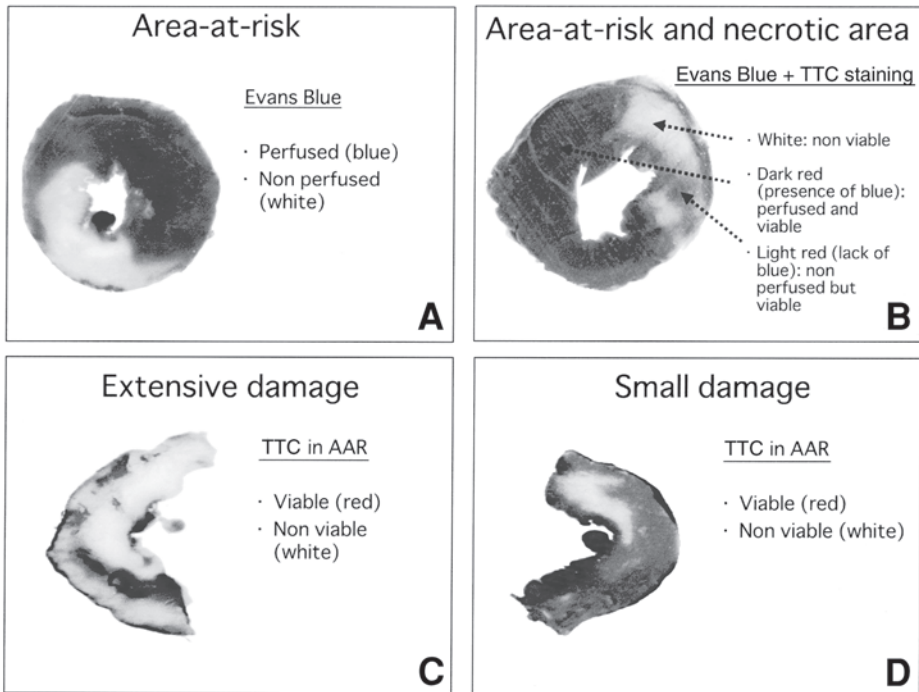 Area-at-risk
Evans Blue
· Perfused (blue)
· Non perfused
(white)
A
Area-at-risk and necrotic area
Evans Blue + TTC staining
· White: non viable
· Dark red
(presence of blue):
perfused and
viable
· Light red (lack of
blue): non
perfused but
viable
B
Extensive damage
TTC in AAR
· Viable (red)
· Non viable
(white)
C
Small damage
TTC in AAR
· Viable (red)
· Non viable (white)
D